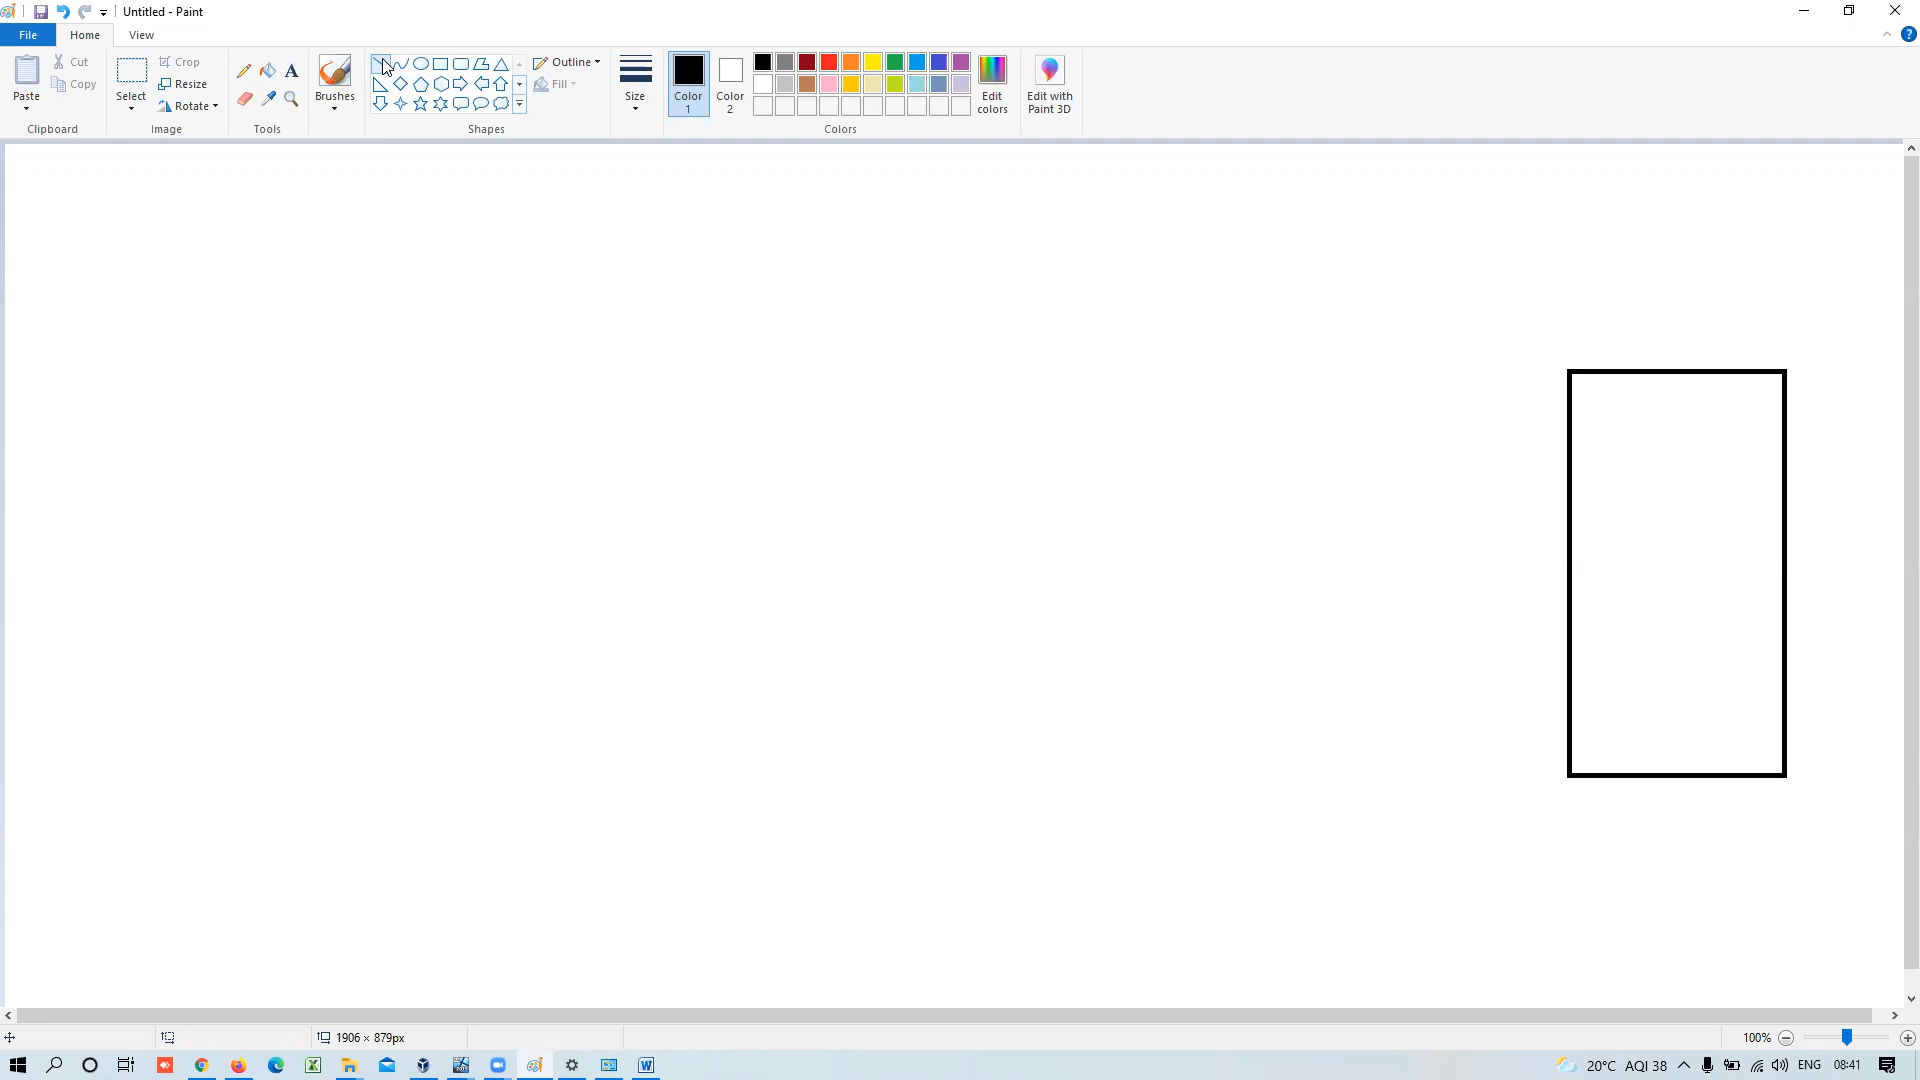 Untitled - Paint
File Home View
Paste
Cut
Copy
Clipboard
Select
Crop
Resize
Rotate
Image
A
Tools
Brushes
Outline
Fill
Shapes
Size
Color 1
Color 2
Colors
Edit colors
Edit with Paint 3D
1906 × 879px
100%
20°C AQI 38 ENG 08:41